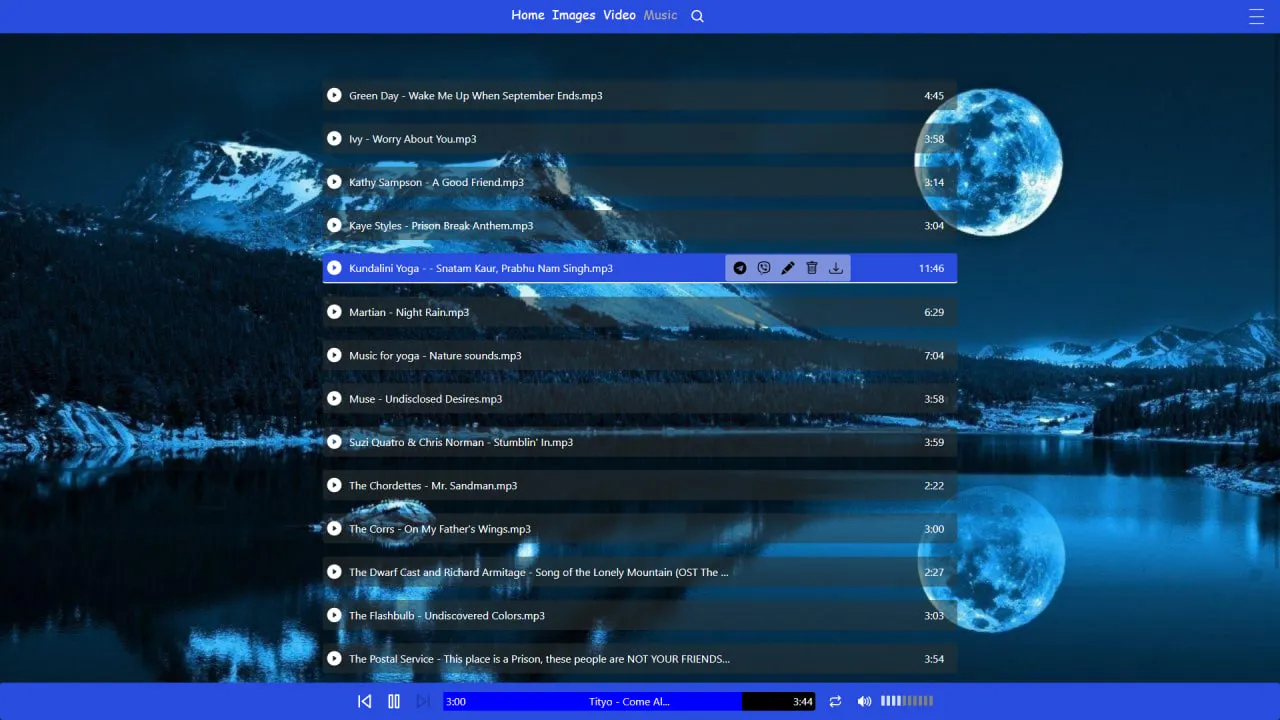 Home Images Video Music
Green Day - Wake Me Up When September Ends.mp3 4:45
Ivy - Worry About You.mp3 3:58
Kathy Sampson - A Good Friend.mp3 3:14
Kaye Styles - Prison Break Anthem.mp3 3:04
Kundalini Yoga - - Snatam Kaur, Prabhu Nam Singh.mp3 11:46
Martian - Night Rain.mp3 6:29
Music for yoga - Nature sounds.mp3 7:04
Muse - Undisclosed Desires.mp3 3:58
Suzi Quatro & Chris Norman - Stumblin' In.mp3 3:59
The Chordettes - Mr. Sandman.mp3 2:22
The Corrs - On My Father's Wings.mp3 3:00
The Dwarf Cast and Richard Armitage - Song of the Lonely Mountain (OST The ... 2:27
The Flashbulb - Undiscovered Colors.mp3 3:03
The Postal Service - This place is a Prison, these people are NOT YOUR FRIENDS... 3:54
3:00 Tityo - Come Al... 3:44